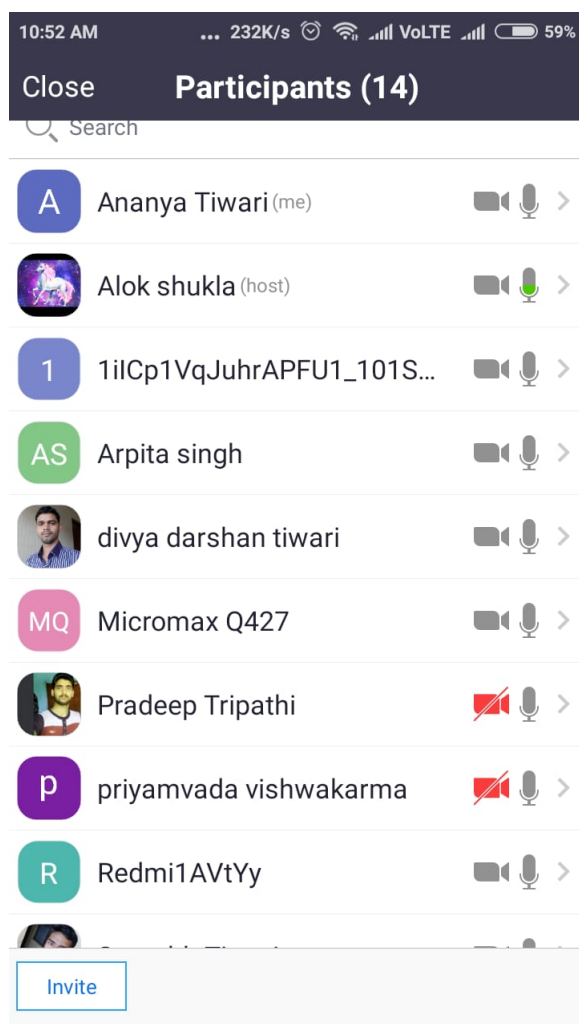 10:52 AM ... 232K/s VoLTE 59%
Close Participants (14)
Search
A Ananya Tiwari (me)
Alok shukla (host)
1 1iICp1VqJuhrAPFU1_101S...
AS Arpita singh
divya darshan tiwari
MQ Micromax Q427
Pradeep Tripathi
p priyamvada vishwakarma
R Redmi1AVtYy
Invite